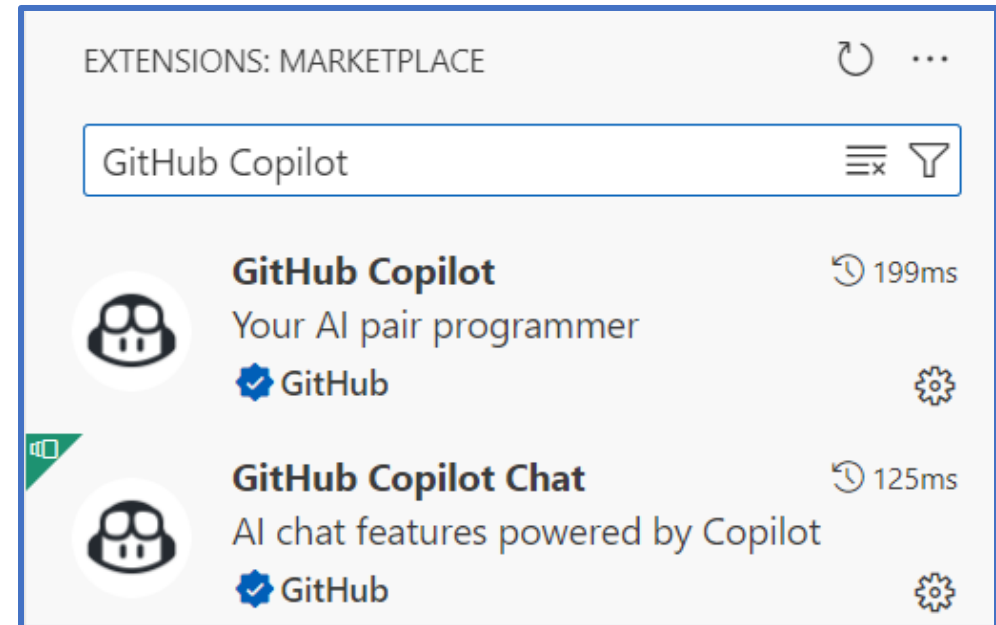 EXTENSIONS: MARKETPLACE
GitHub Copilot
GitHub Copilot 199ms
Your AI pair programmer
GitHub
GitHub Copilot Chat 125ms
AI chat features powered by Copilot
GitHub